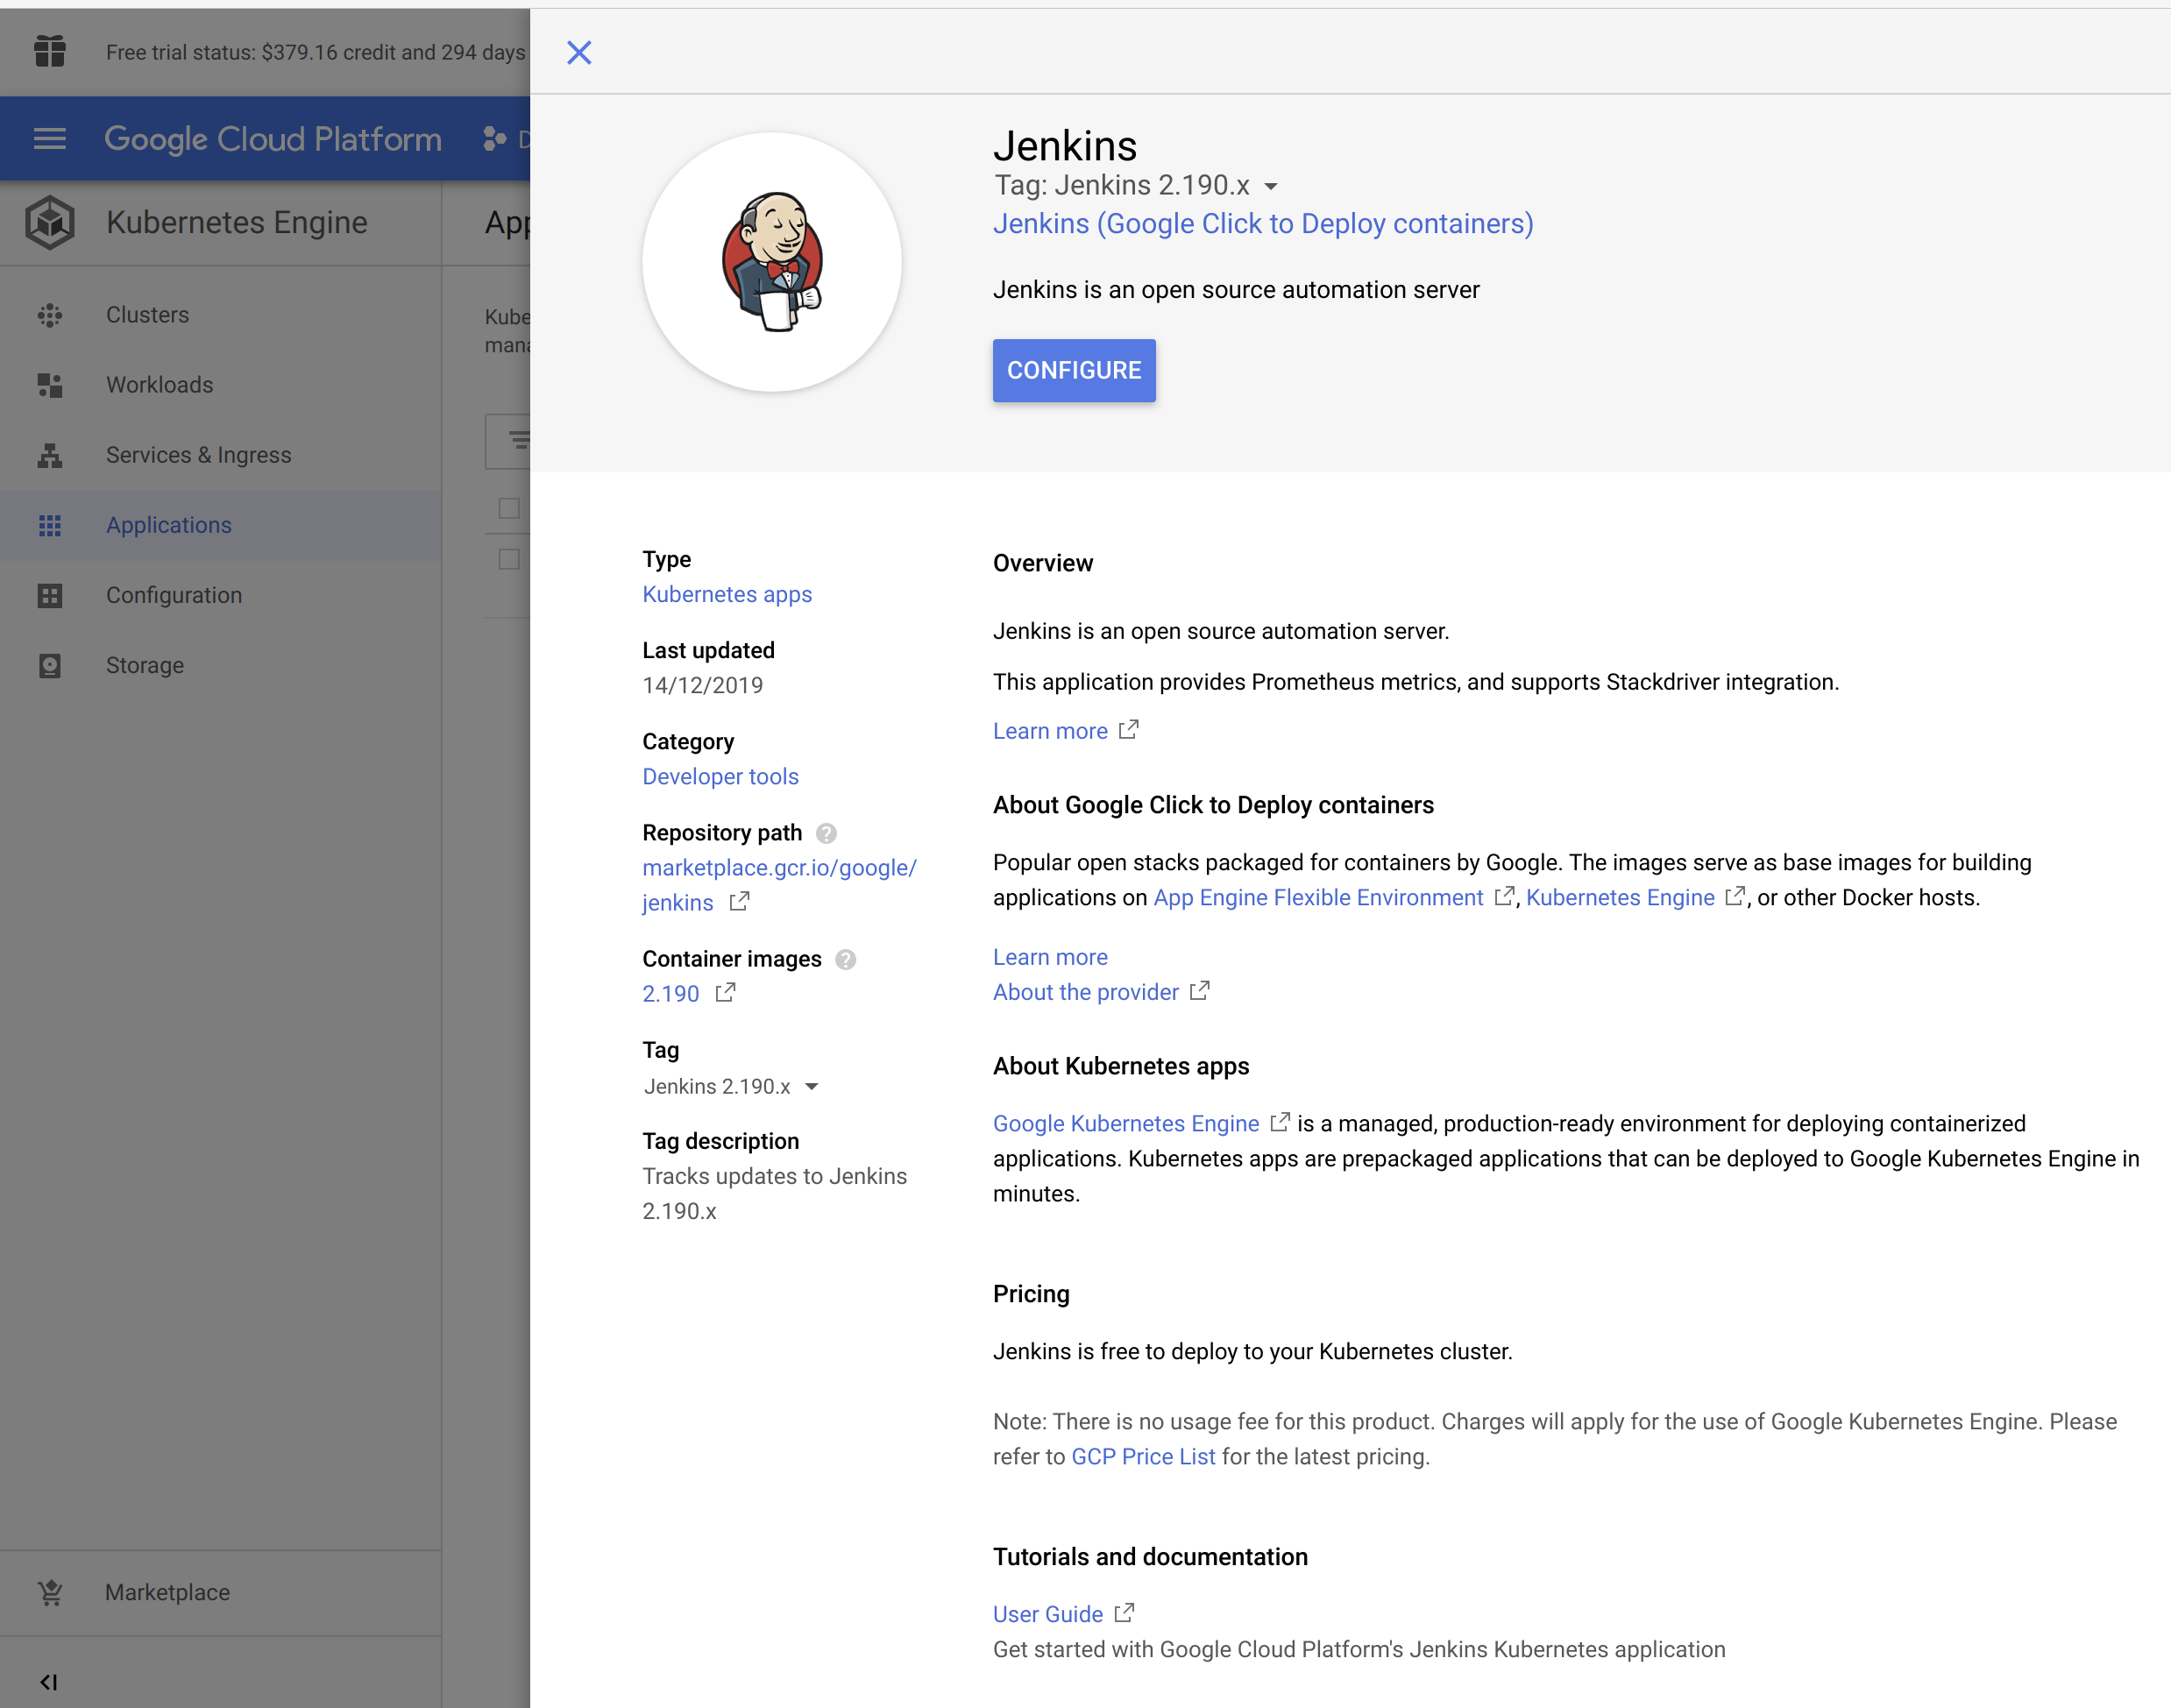 Free trial status: $379.16 credit and 294 days
Google Cloud Platform
Kubernetes Engine
Clusters
Workloads
Services & Ingress
Applications
Configuration
Storage
Marketplace
Jenkins
Tag: Jenkins 2.190.x
Jenkins (Google Click to Deploy containers)
Jenkins is an open source automation server
CONFIGURE
Type
Kubernetes apps
Last updated
14/12/2019
Category
Developer tools
Repository path
marketplace.gcr.io/google/
jenkins
Container images
2.190
Tag
Jenkins 2.190.x
Tag description
Tracks updates to Jenkins
2.190.x
Overview
Jenkins is an open source automation server.
This application provides Prometheus metrics, and supports Stackdriver integration.
Learn more
About Google Click to Deploy containers
Popular open stacks packaged for containers by Google. The images serve as base images for building
applications on App Engine Flexible Environment , Kubernetes Engine , or other Docker hosts.
Learn more
About the provider
About Kubernetes apps
Google Kubernetes Engine is a managed, production-ready environment for deploying containerized
applications. Kubernetes apps are prepackaged applications that can be deployed to Google Kubernetes Engine in
minutes.
Pricing
Jenkins is free to deploy to your Kubernetes cluster.
Note: There is no usage fee for this product. Charges will apply for the use of Google Kubernetes Engine. Please
refer to GCP Price List for the latest pricing.
Tutorials and documentation
User Guide
Get started with Google Cloud Platform's Jenkins Kubernetes application